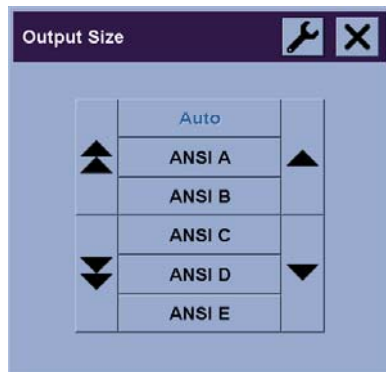 Output Size
Auto
ANSI A
ANSI B
ANSI C
ANSI D
ANSI E